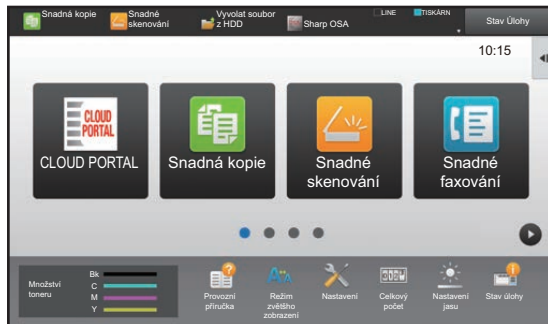 Snadná kopie
Snadné
skenování
Vyvolat soubor
z HDD
Sharp OSA
LINE
TISKÁRN
Stav Úlohy
10:15
CLOUD
PORTAL
CLOUD PORTAL
Snadná kopie
Snadné
skenování
Snadné
faxování
Množství
toneru
Bk
C
M
Y
Provozní
příručka
Režim
zvětšého
zobrazení
Nastavení
Celkový
počet
Nastavení
jasu
Stav úlohy